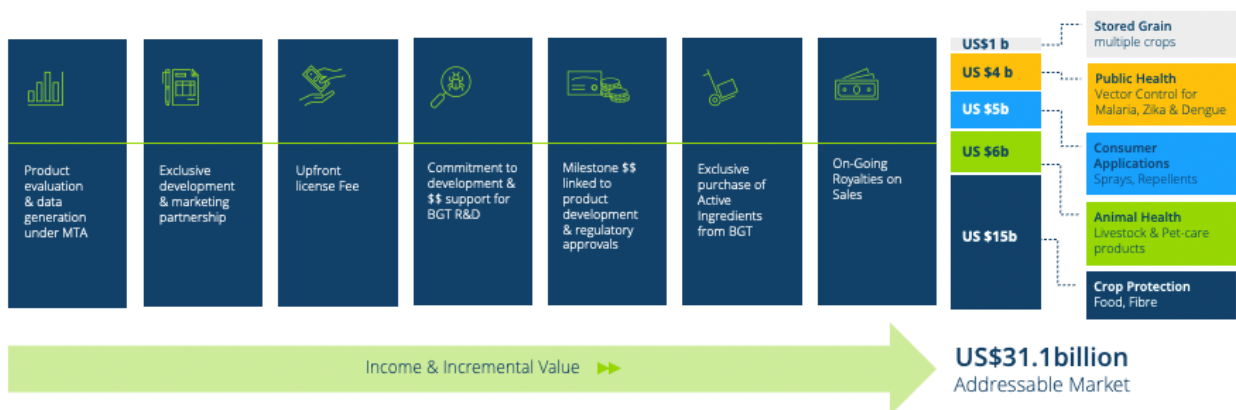 Product
evaluation
& data
generation
under MTA
Exclusive
development
& marketing
partnership
Upfront
license Fee
Commitment to
development &
$$ support for
BGT R&D
Milestone $$
linked to
product
development
& regulatory
approvals
Exclusive
purchase of
Active
Ingredients
from BGT
On-Going
Royalties on
Sales
US$1 b
US $4 b
US $5b
US $6b
US $15b
Stored Grain
multiple crops
Public Health
Vector Control for
Malaria, Zika & Dengue
Consumer
Applications
Sprays, Repellents
Animal Health
Livestock & Pet-care
products
Crop Protection
Food, Fibre
Income & Incremental Value
US$31.1billion
Addressable Market